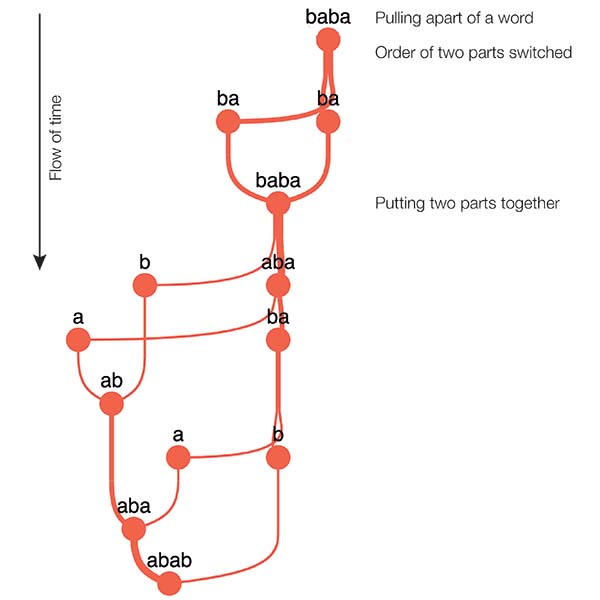 baba
Pulling apart of a word
Order of two parts switched
ba
ba
Flow of time
baba
Putting two parts together
b
aba
a
ba
ab
a
b
aba
abab